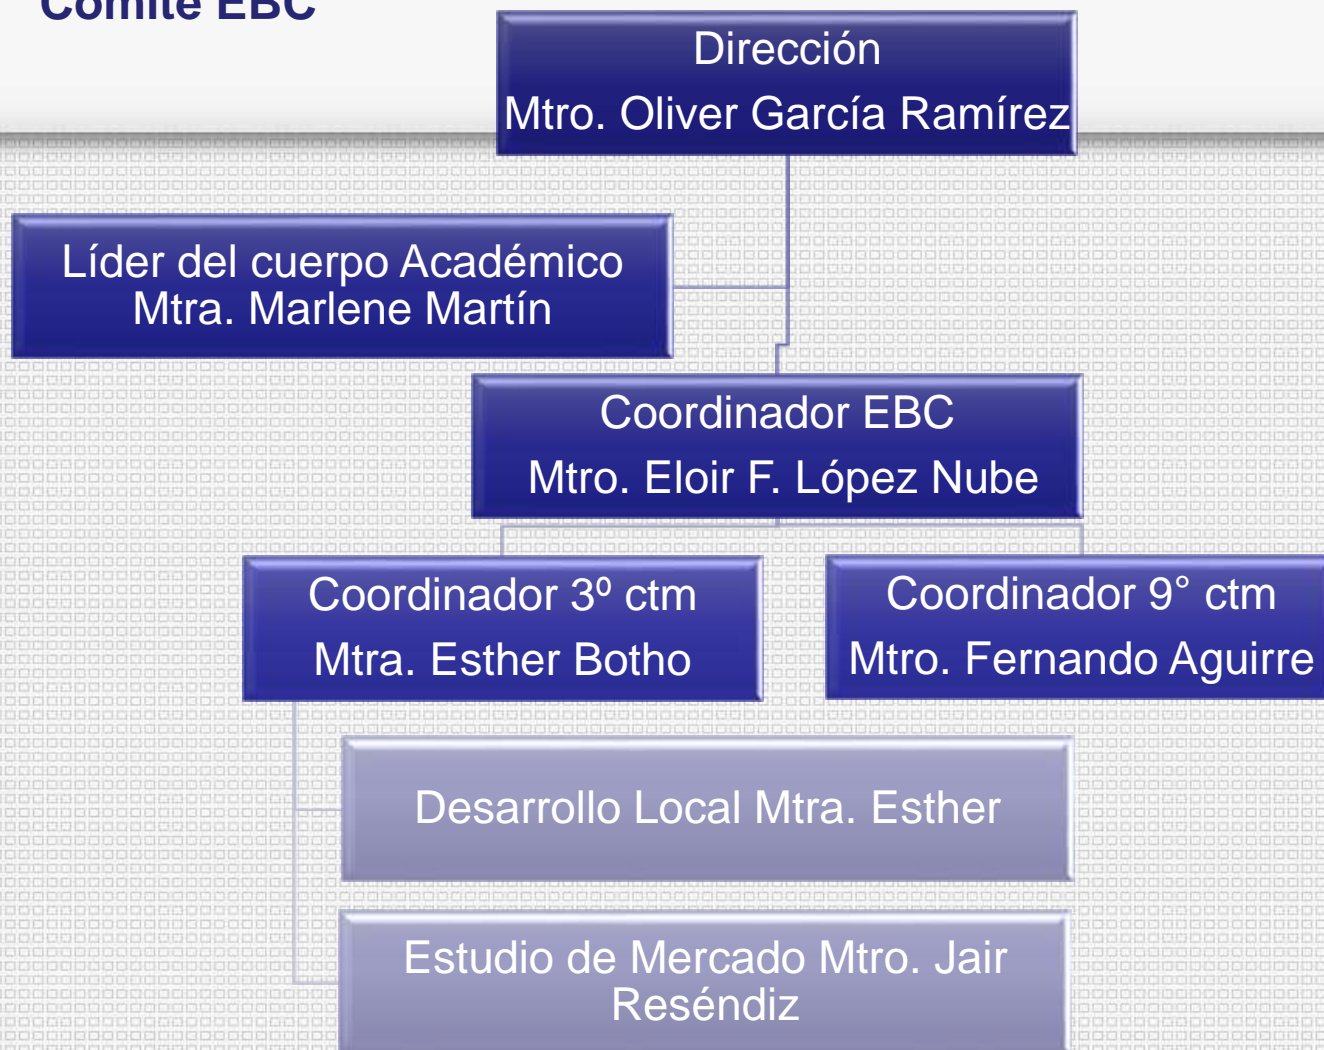 Comité EBC
Dirección
Mtro. Oliver García Ramírez
Líder del cuerpo Académico
Mtra. Marlene Martín
Coordinador EBC
Mtro. Eloir F. López Nube
Coordinador 3º ctm
Mtra. Esther Botho
Coordinador 9° ctm
Mtro. Fernando Aguirre
Desarrollo Local Mtra. Esther
Estudio de Mercado Mtro. Jair
Reséndiz